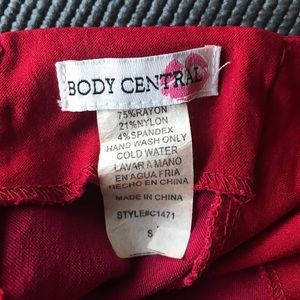 BODY CENTRAL
75%RAYON
21%NYLON
4%SPANDEX
HAND WASH ONLY
COLD WATER
LAVAR A MANO
EN AGUA FRIA
HECHO EN CHINA
MADE IN CHINA
STYLE#C1471
S